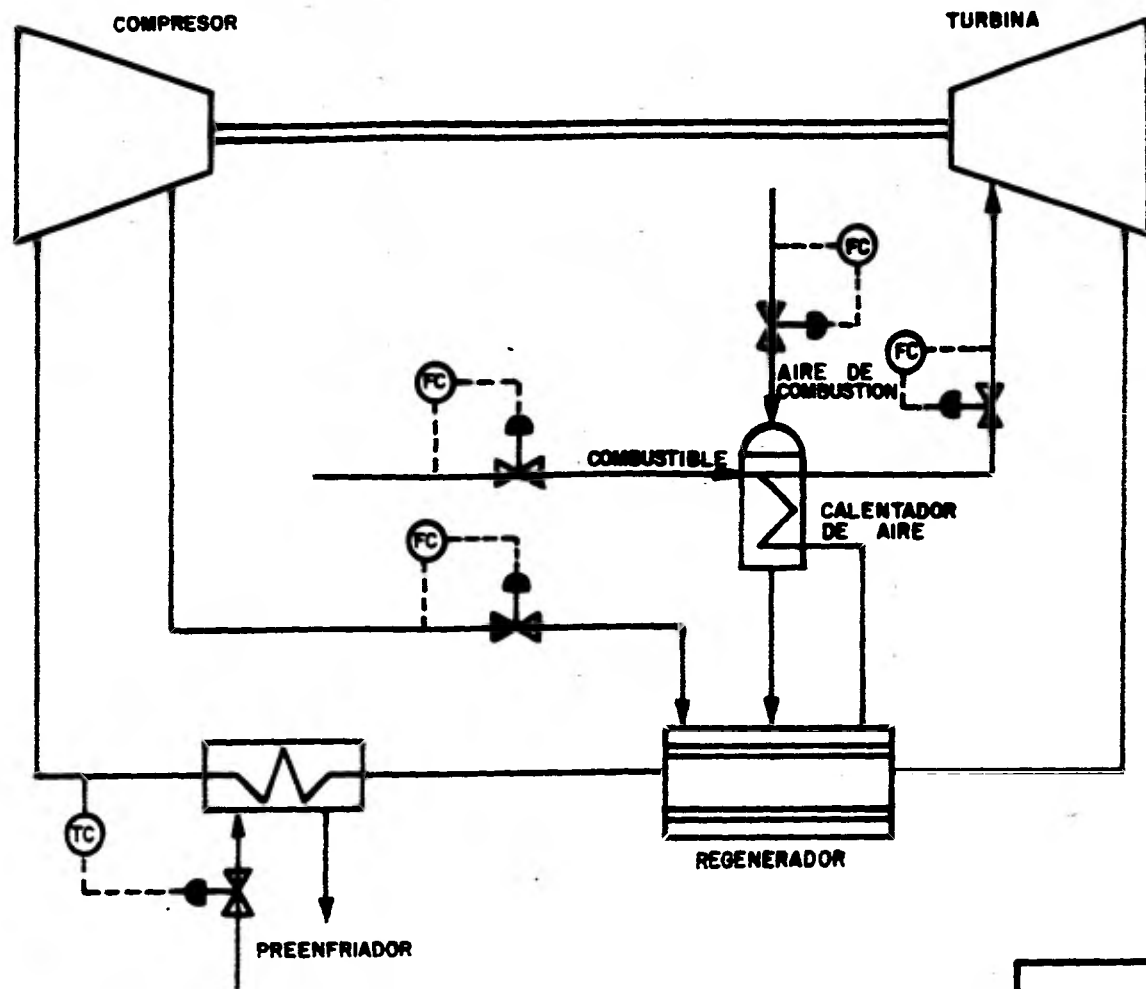 COMPRESOR
TURBINA
FC
AIRE DE
COMBUSTION
FC
FC
COMBUSTIBLE
CALENTADOR
DE AIRE
FC
TC
REGENERADOR
PREENFRIADOR